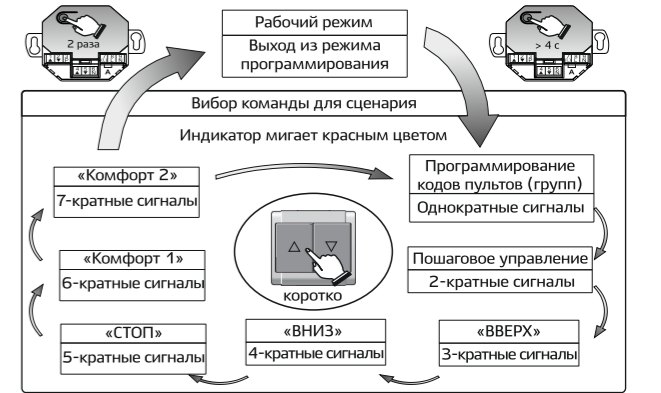 2 раза
Рабочий режим
Выход из режима
программирования
> 4 с
A
A
Вибор команды для сценария
Индикатор мигает красным цветом
«Комфорт 2»
7-кратные сигналы
Программирование
кодов пультов (групп)
Однократные сигналы
«Комфорт 1»
6-кратные сигналы
коротко
Пошаговое управление
2-кратные сигналы
«СТОП»
5-кратные сигналы
«ВНИЗ»
4-кратные сигналы
«ВВЕРХ»
3-кратные сигналы